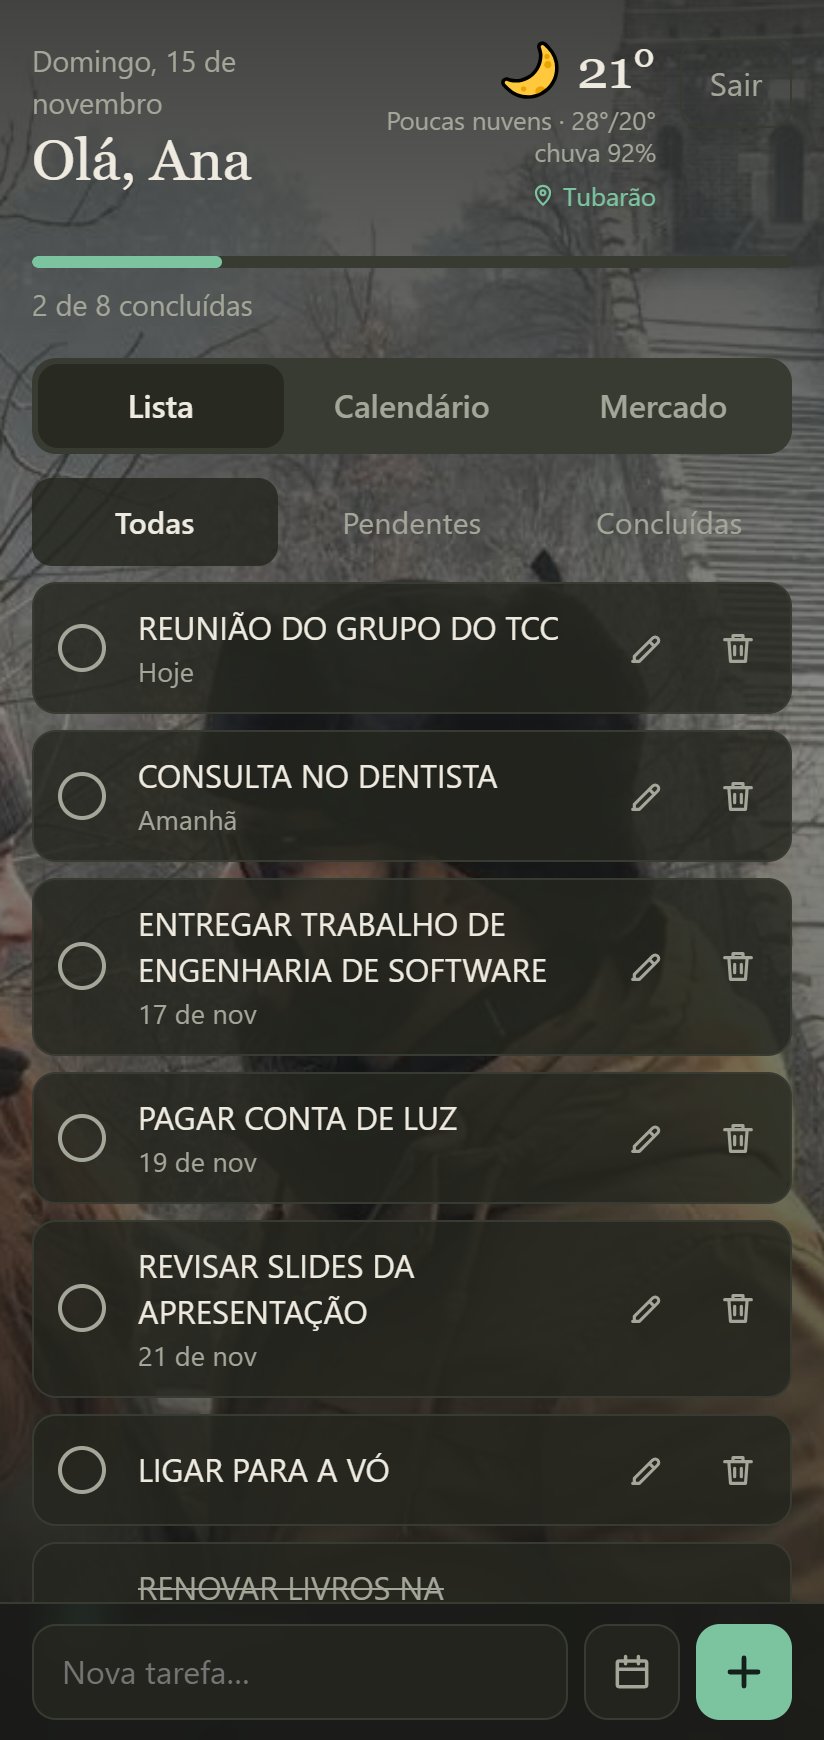 Domingo, 15 de
novembro
Olá, Ana
21°
Poucas nuvens · 28°/20°
chuva 92%
Tubarão
Sair
2 de 8 concluídas
Lista
Calendário
Mercado
Todas
Pendentes
Concluídas
REUNIÃO DO GRUPO DO TCC
Hoje
CONSULTA NO DENTISTA
Amanhã
ENTREGAR TRABALHO DE
ENGENHARIA DE SOFTWARE
17 de nov
PAGAR CONTA DE LUZ
19 de nov
REVISAR SLIDES DA
APRESENTAÇÃO
21 de nov
LIGAR PARA A VÓ
RENOVAR LIVROS NA
Nova tarefa...